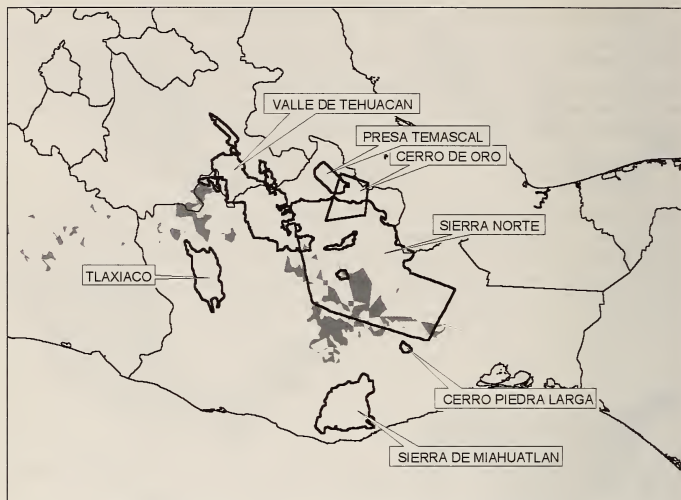 VALLE DE TEHUACAN
PRESA TEMASCAL
CERRO DE ORO
SIERRA NORTE
TLAXIACO
CERRO PIEDRA LARGA
SIERRA DE MIAHUATLAN